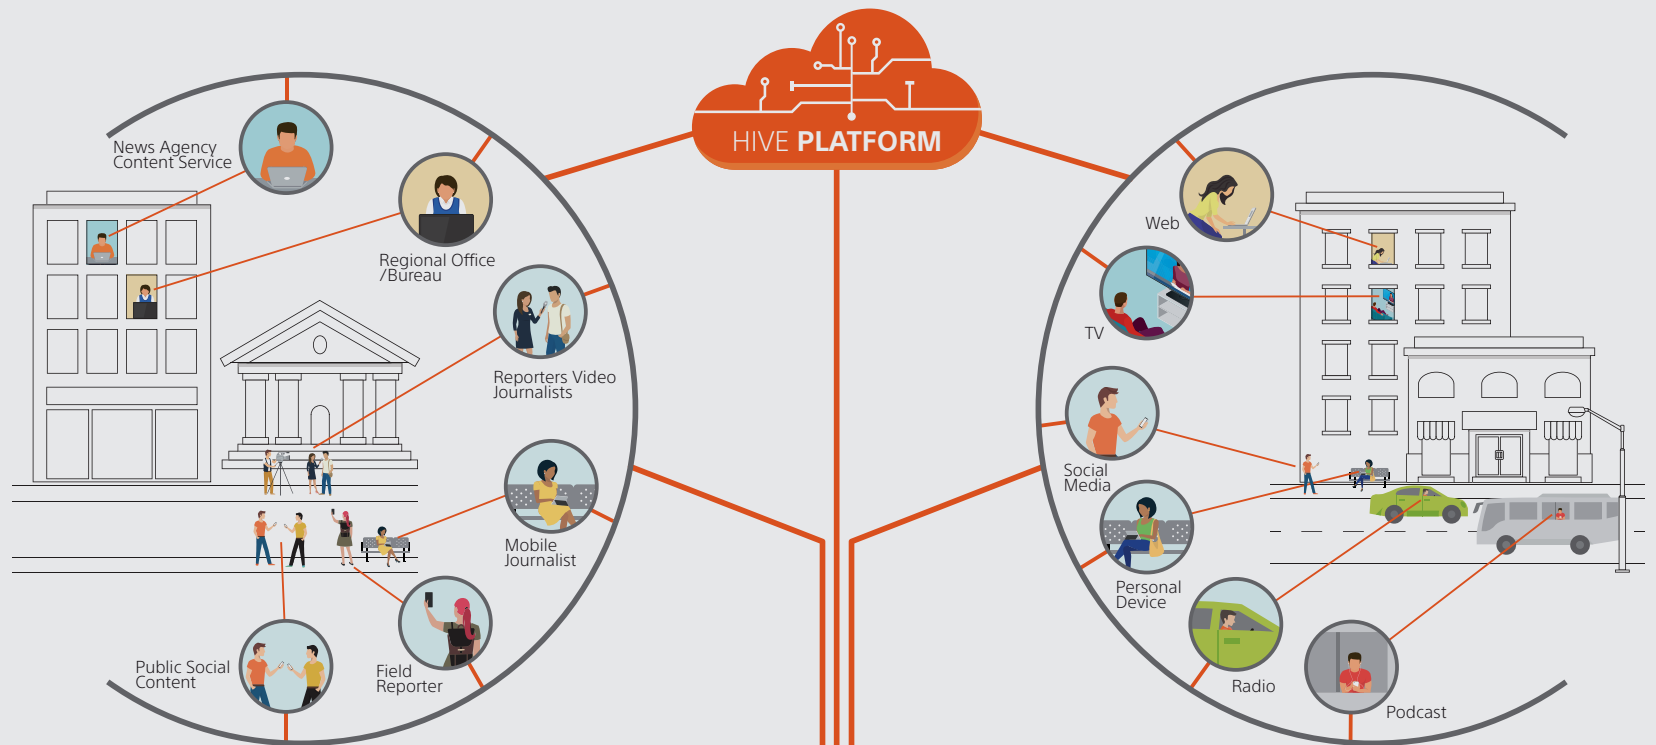 HIVE PLATFORM
News Agency
Content Service
Regional Office
/Bureau
Reporters Video
Journalists
Mobile
Journalist
Field
Reporter
Public Social
Content
Web
TV
Social
Media
Personal
Device
Radio
Podcast